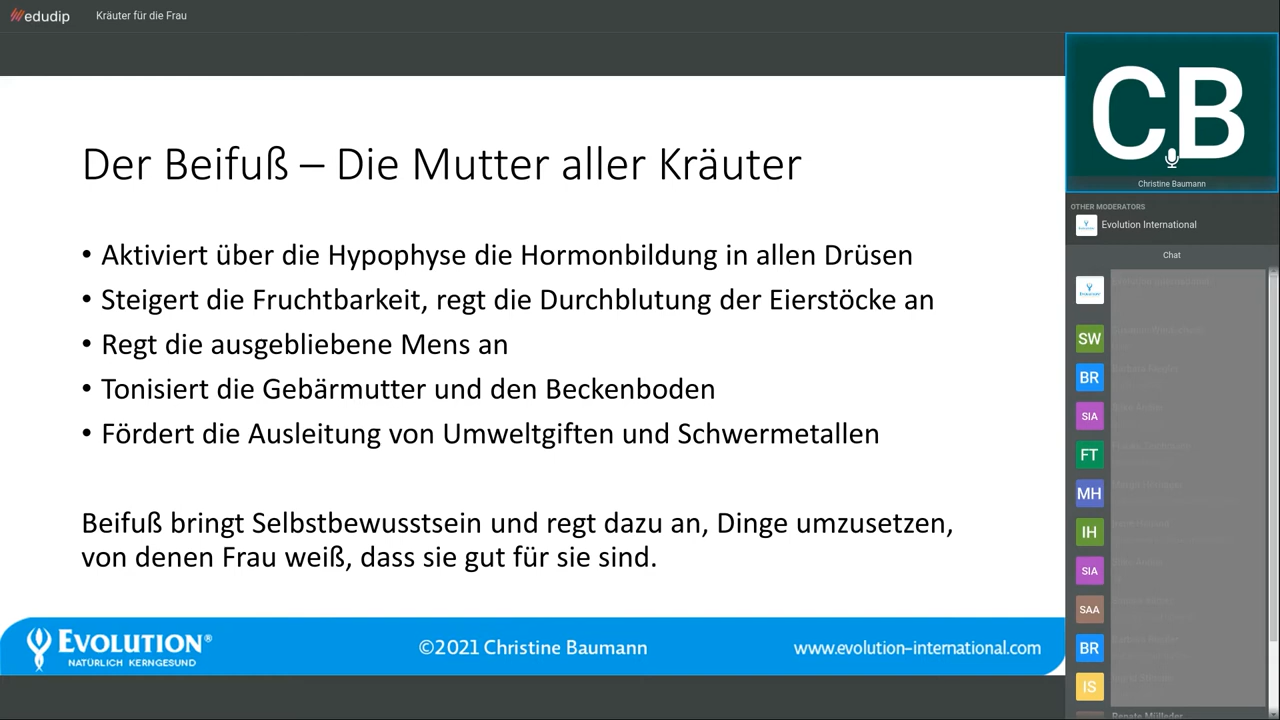 edudip
Kräuter für die Frau
Der Beifuß – Die Mutter aller Kräuter
• Aktiviert über die Hypophyse die Hormonbildung in allen Drüsen
• Steigert die Fruchtbarkeit, regt die Durchblutung der Eierstöcke an
• Regt die ausgebliebene Mens an
• Tonisiert die Gebärmutter und den Beckenboden
• Fördert die Ausleitung von Umweltgiften und Schwermetallen
Beifuß bringt Selbstbewusstsein und regt dazu an, Dinge umzusetzen,
von denen Frau weiß, dass sie gut für sie sind.
EVOLUTION®
NATÜRLICH KERNGESUND
©2021 Christine Baumann
www.evolution-international.com
CB
Christine Baumann
OTHER MODERATORS
Evolution International
Chat
SW
BR
SIA
FT
MH
IH
SIA
SAA
BR
IS